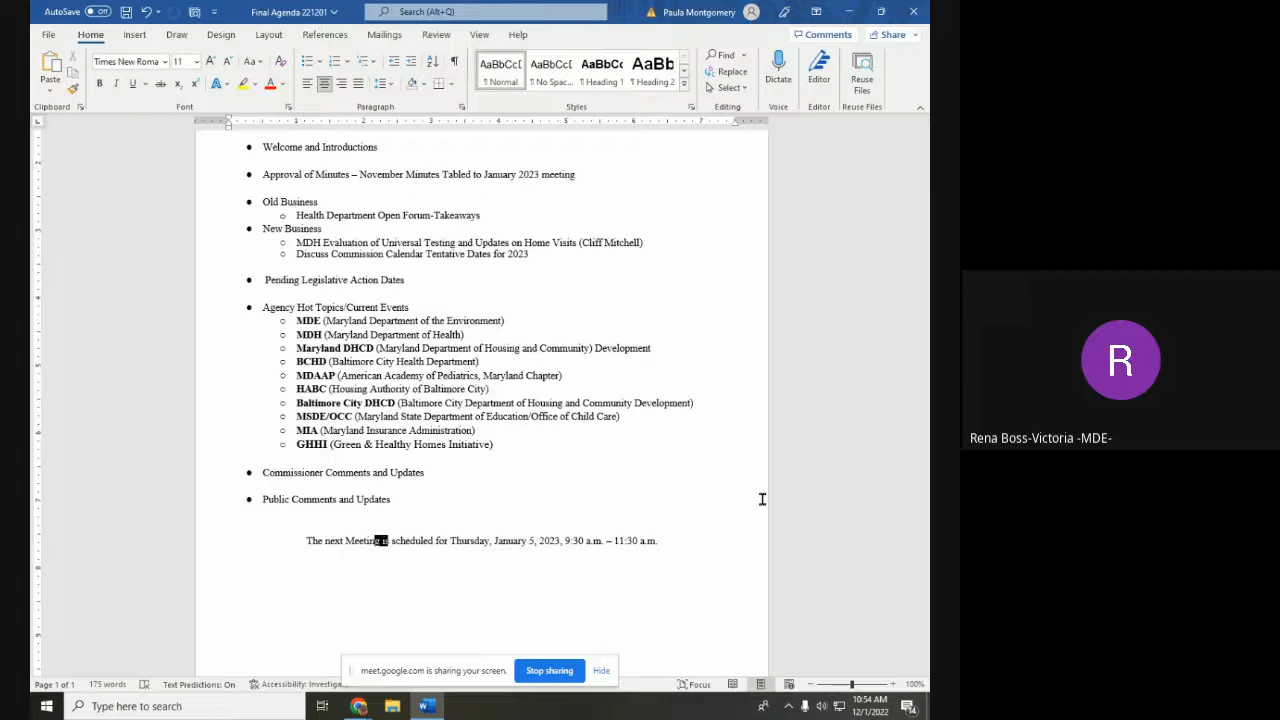 AutoSave Off Final Agenda 221201 Search (Alt+Q) Paula Montgomery
File Home Insert Draw Design Layout References Mailings Review View Help Comments Share
Paste Times New Roma 11 Aa AaBbCcD AaBbCcD AaBbCc AaBb Find Dictate Editor Reuse Files
Replace
¶ Normal ¶ No Spac... ¶ Heading 1 ¶ Heading 2 Select
Clipboard Font Paragraph Styles Editing Voice Editor Reuse Files
● Welcome and Introductions
● Approval of Minutes – November Minutes Tabled to January 2023 meeting
● Old Business
○ Health Department Open Forum-Takeaways
● New Business
○ MDH Evaluation of Universal Testing and Updates on Home Visits (Cliff Mitchell)
○ Discuss Commission Calendar Tentative Dates for 2023
● Pending Legislative Action Dates
● Agency Hot Topics/Current Events
○ MDE (Maryland Department of the Environment)
○ MDH (Maryland Department of Health)
○ Maryland DHCD (Maryland Department of Housing and Community) Development
○ BCHD (Baltimore City Health Department)
○ MDAAP (American Academy of Pediatrics, Maryland Chapter)
○ HABC (Housing Authority of Baltimore City)
○ Baltimore City DHCD (Baltimore City Department of Housing and Community Development)
○ MSDE/OCC (Maryland State Department of Education/Office of Child Care)
○ MIA (Maryland Insurance Administration)
○ GHHI (Green & Healthy Homes Initiative)
● Commissioner Comments and Updates
● Public Comments and Updates
The next Meeting is scheduled for Thursday, January 5, 2023, 9:30 a.m. – 11:30 a.m.
R
Rena Boss-Victoria -MDE-
meet.google.com is sharing your screen. Stop sharing Hide
Page 1 of 1 175 words Text Predictions: On Accessibility: Investiga Focus 100%
Type here to search 10:54 AM
12/1/2022